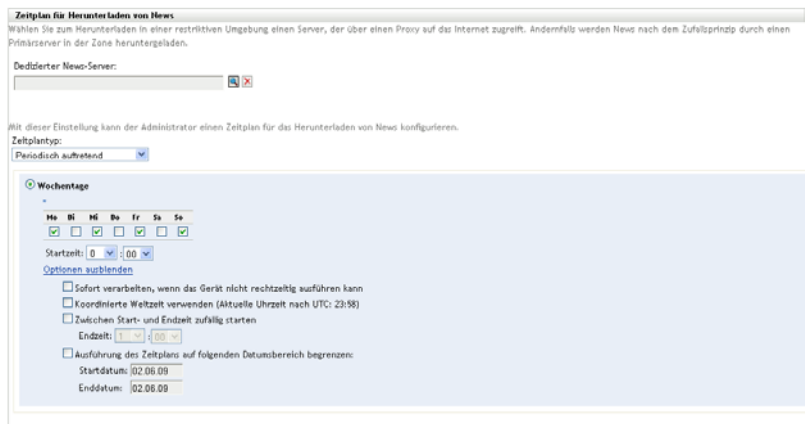 Zeitplan für Herunterladen von News
Wählen Sie zum Herunterladen in einer restriktiven Umgebung einen Server, der über einen Proxy auf das Internet zugreift. Andernfalls werden News nach dem Zufallsprinzip durch einen
Primärserver in der Zone heruntergeladen.
Dedizierter News-Server:
Mit dieser Einstellung kann der Administrator einen Zeitplan für das Herunterladen von News konfigurieren.
Zeitplantyp:
Periodisch auftretend
Wochentage
*
Mo Di Mi Do Fr Sa So
Startzeit: 0 : 00
Optionen ausblenden
Sofort verarbeiten, wenn das Gerät nicht rechtzeitig ausführen kann
Koordinierte Weltzeit verwenden (Aktuelle Uhrzeit nach UTC: 23:58)
Zwischen Start- und Endzeit zufällig starten
Endzeit: 1 : 00
Ausführung des Zeitplans auf folgenden Datumsbereich begrenzen:
Startdatum: 02.06.09
Enddatum: 02.06.09